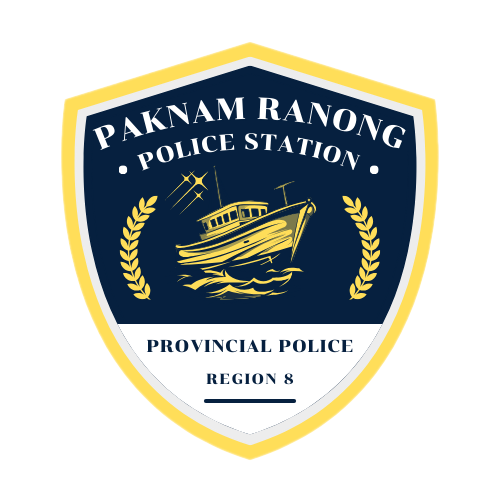 PAKNAM RANONG
• POLICE STATION •
PROVINCIAL POLICE
REGION 8